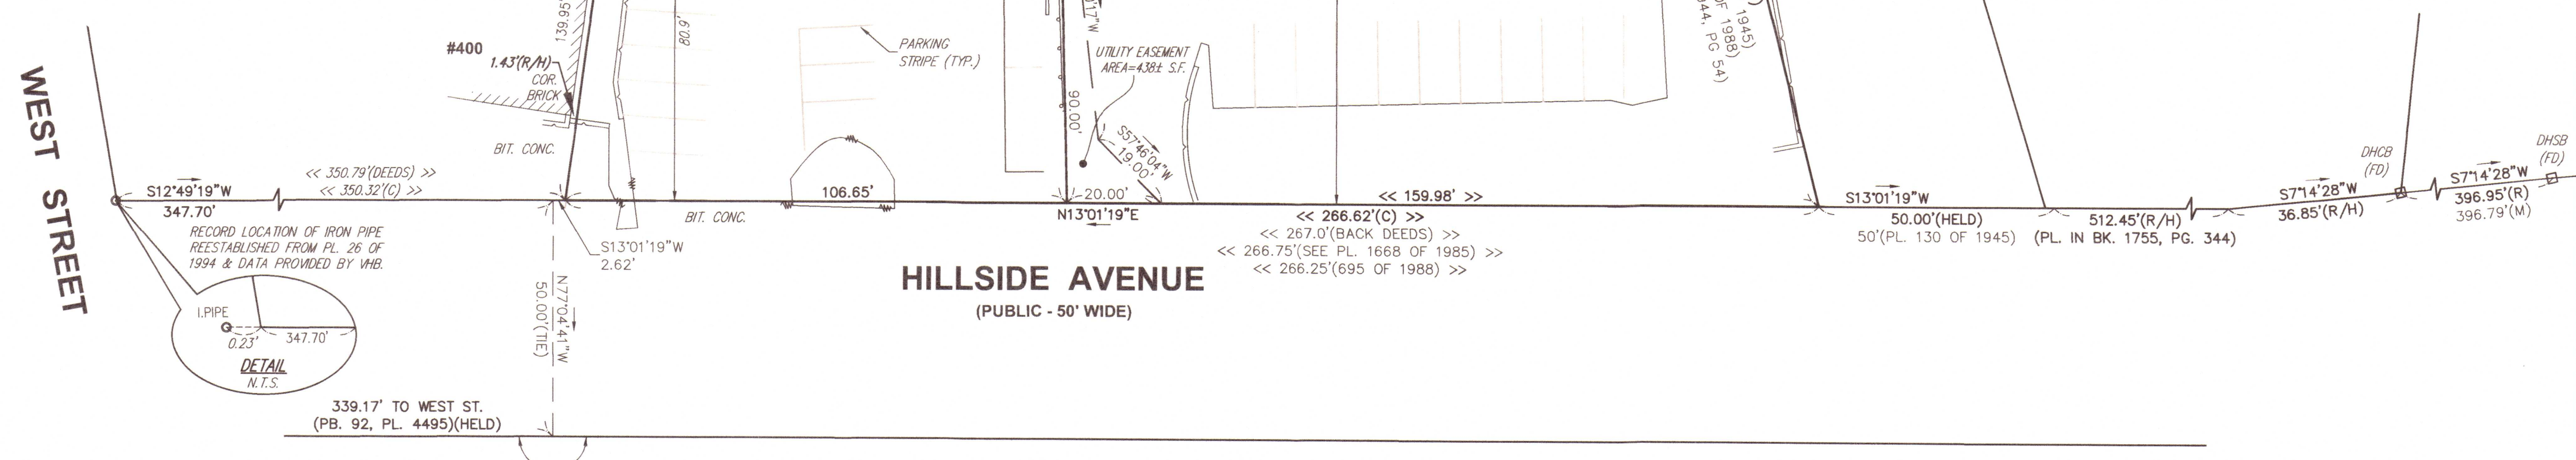 WEST STREET
#400
1.43'(R/H)
COR.
BRICK
139.95'
80.9'
PARKING
STRIPE (TYP.)
17"W
UTILITY EASEMENT
AREA=438± S.F.
90.00'
S57°46'04"W
19.00'
1945)
OF 1988)
944, PG 54)
DHCB
(FD)
DHSB
(FD)
BIT. CONC.
<< 350.79'(DEEDS) >>
<< 350.32'(C) >>
S12°49'19"W
347.70'
106.65'
20.00'
<< 159.98' >>
S13°01'19"W
50.00'(HELD)
50'(PL. 130 OF 1945)
512.45'(R/H)
(PL. IN BK. 1755, PG. 344)
S7°14'28"W
36.85'(R/H)
S7°14'28"W
396.95'(R)
396.79'(M)
BIT. CONC.
N13°01'19"E
<< 266.62'(C) >>
<< 267.0'(BACK DEEDS) >>
<< 266.75'(SEE PL. 1668 OF 1985) >>
<< 266.25'(695 OF 1988) >>
RECORD LOCATION OF IRON PIPE
REESTABLISHED FROM PL. 26 OF
1994 & DATA PROVIDED BY VHB.
S13°01'19"W
2.62'
HILLSIDE AVENUE
(PUBLIC - 50' WIDE)
N77°04'41"W
50.00'(TIE)
I.PIPE
0.23'
347.70'
DETAIL
N.T.S.
339.17' TO WEST ST.
(PB. 92, PL. 4495)(HELD)